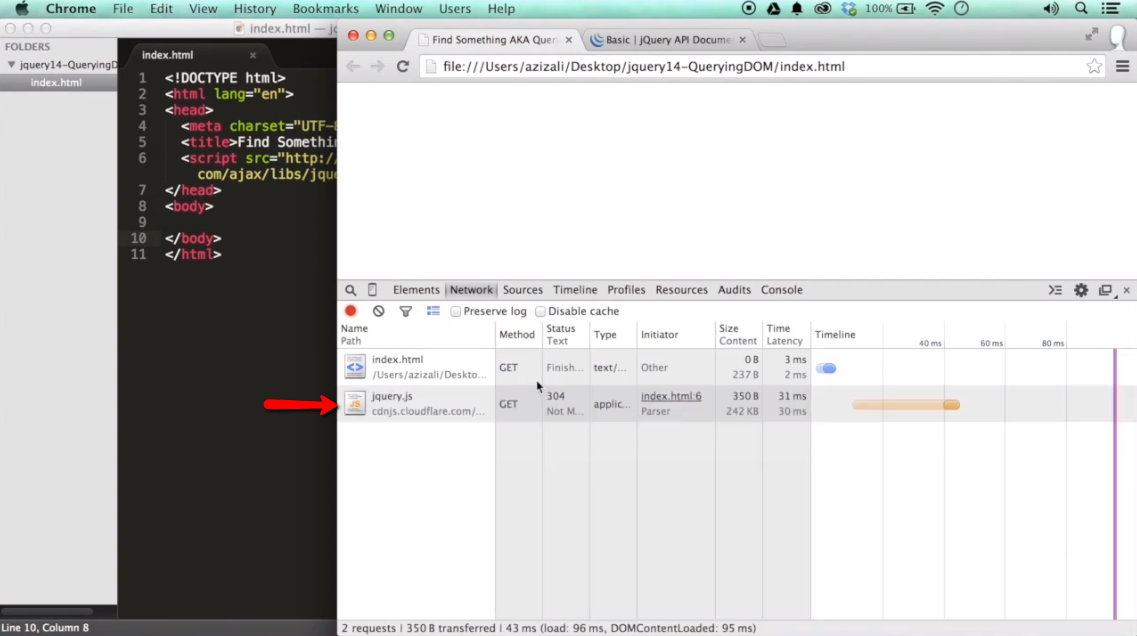 Chrome File Edit View History Bookmarks Window Users Help 100%
index.html —
FOLDERS
jquery14-QueryingD
index.html
index.html ×
1 <!DOCTYPE html>
2 <html lang="en">
3 <head>
4 <meta charset="UTF-8
5 <title>Find Somethin
6 <script src="http:/
com/ajax/libs/jque
7 </head>
8 <body>
9
10 </body>
11 </html>
Line 10, Column 8
Find Something AKA Quer × Basic | jQuery API Docume ×
file:///Users/azizali/Desktop/jquery14-QueryingDOM/index.html
Elements Network Sources Timeline Profiles Resources Audits Console ×
Preserve log Disable cache
Name Path Method Status Text Type Initiator Size Content Time Latency Timeline 40 ms 60 ms 80 ms
index.html GET Finish... text/... Other 0 B 3 ms
/Users/azizali/Deskto... 237 B 2 ms
jquery.js GET 304 applic... index.html:6 350 B 31 ms
cdnjs.cloudflare.com/... Not M... Parser 242 KB 30 ms
2 requests | 350 B transferred | 43 ms (load: 96 ms, DOMContentLoaded: 95 ms)